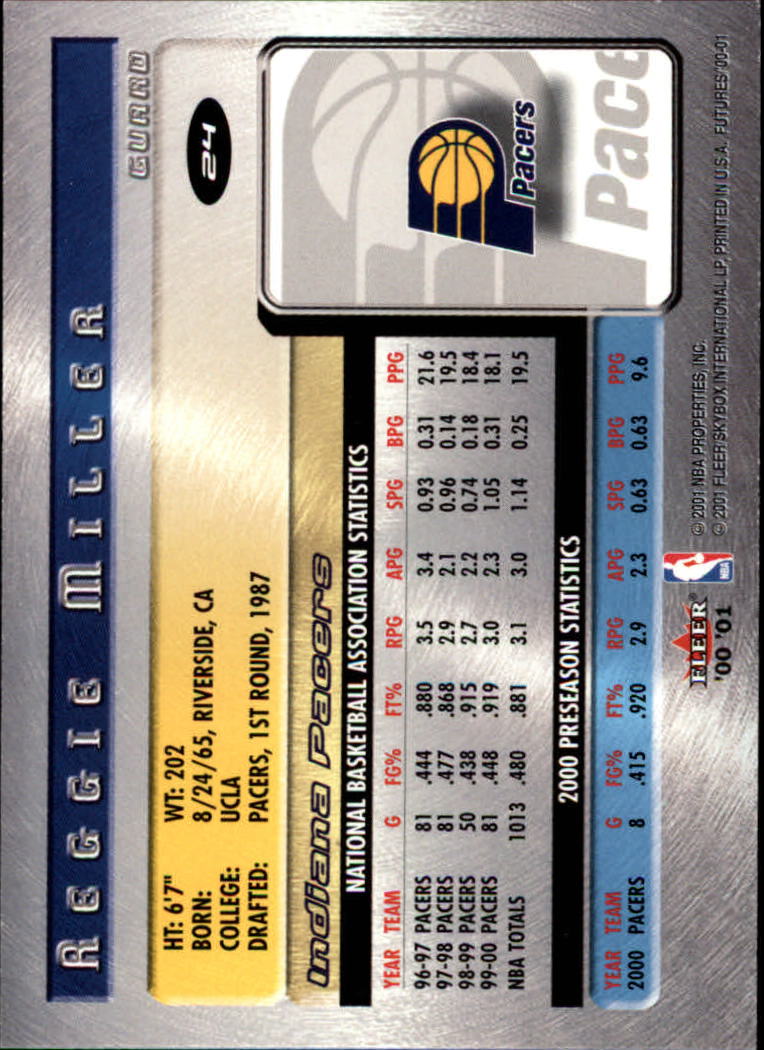 REGGIE MILLER
GUARD
24
HT: 6'7" WT: 202
BORN: 8/24/65, RIVERSIDE, CA
COLLEGE: UCLA
DRAFTED: PACERS, 1ST ROUND, 1987
Pacers
Pace
Indiana Pacers
NATIONAL BASKETBALL ASSOCIATION STATISTICS
YEAR TEAM G FG% FT% RPG APG SPG BPG PPG
96-97 PACERS 81 .444 .880 3.5 3.4 0.93 0.31 21.6
97-98 PACERS 81 .477 .868 2.9 2.1 0.96 0.14 19.5
98-99 PACERS 50 .438 .915 2.7 2.2 0.74 0.18 18.4
99-00 PACERS 81 .448 .919 3.0 2.3 1.05 0.31 18.1
NBA TOTALS 1013 .480 .881 3.1 3.0 1.14 0.25 19.5
2000 PRESEASON STATISTICS
YEAR TEAM G FG% FT% RPG APG SPG BPG PPG
2000 PACERS 8 .415 .920 2.9 2.3 0.63 0.63 9.6
FLEER®
'00 '01
NBA
© 2001 NBA PROPERTIES, INC.
© 2001 FLEER/SKYBOX INTERNATIONAL LP, PRINTED IN U.S.A. FUTURES '00-01